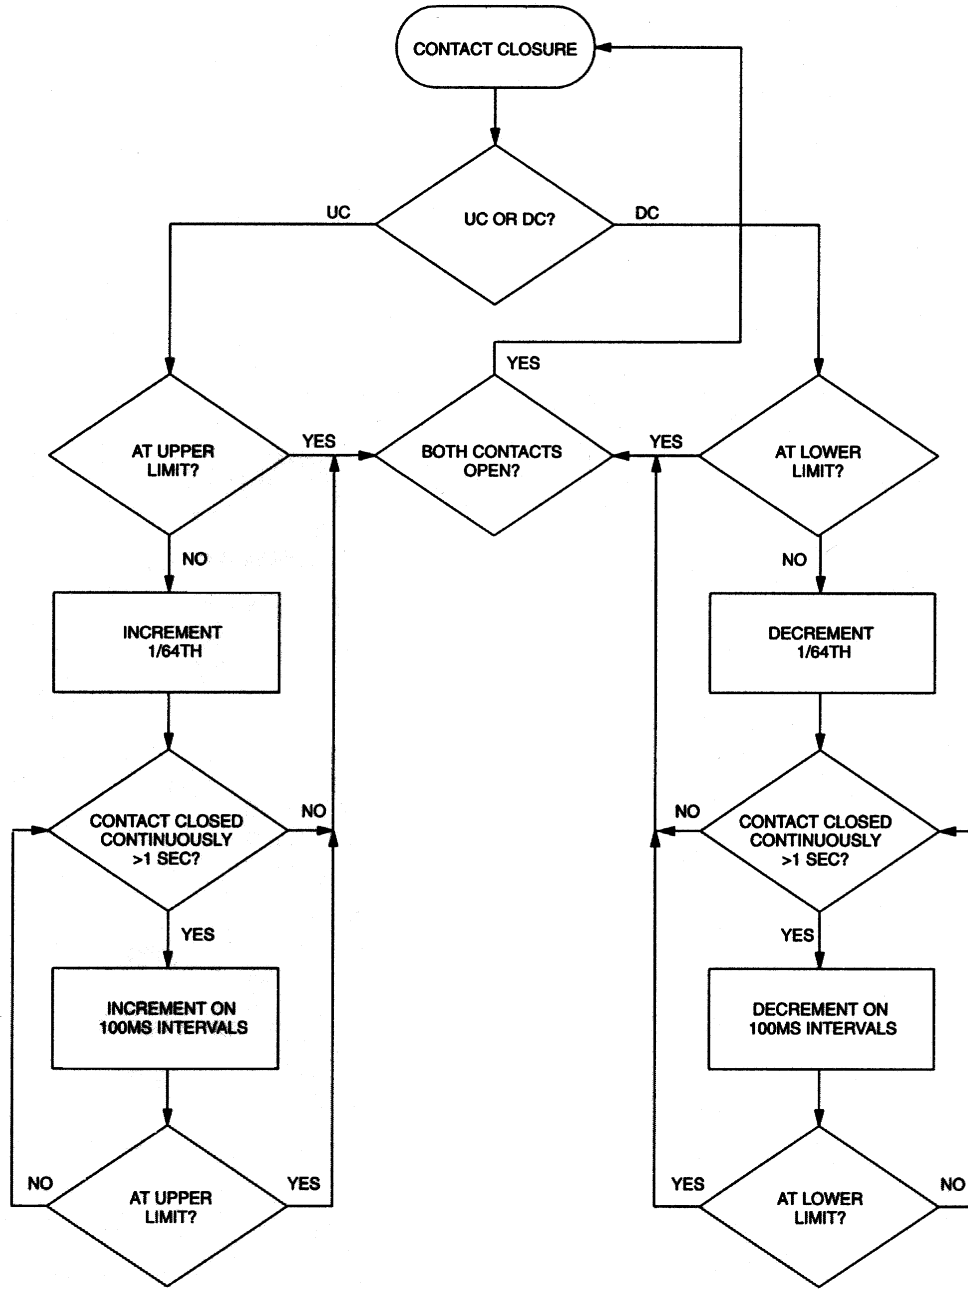 CONTACT CLOSURE
UC
UC OR DC?
DC
YES
AT UPPER
LIMIT?
YES
BOTH CONTACTS
OPEN?
YES
AT LOWER
LIMIT?
NO
NO
INCREMENT
1/64TH
DECREMENT
1/64TH
CONTACT CLOSED
CONTINUOUSLY
>1 SEC?
NO
NO
CONTACT CLOSED
CONTINUOUSLY
>1 SEC?
YES
YES
INCREMENT ON
100MS INTERVALS
DECREMENT ON
100MS INTERVALS
NO
AT UPPER
LIMIT?
YES
YES
AT LOWER
LIMIT?
NO